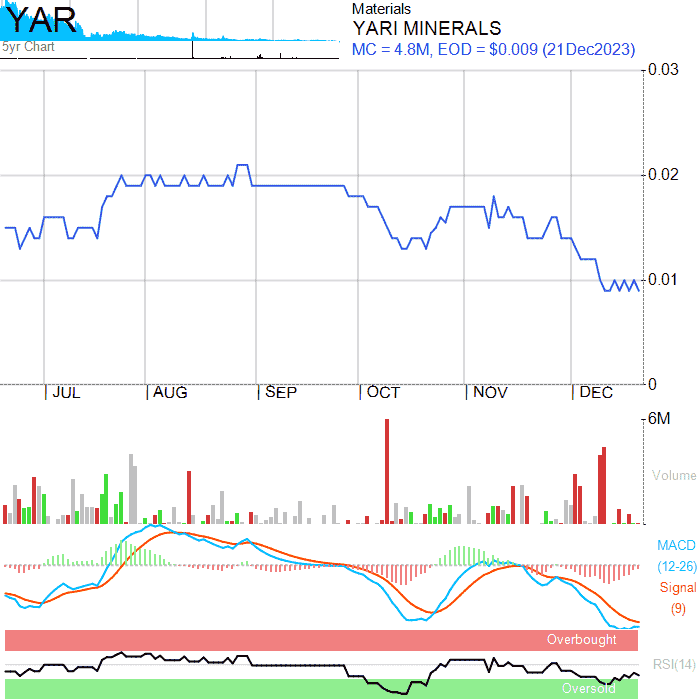 YAR
5yr Chart
Materials
YARI MINERALS
MC = 4.8M, EOD = $0.009 (21Dec2023)
0.03
0.02
0.01
0
JUL
AUG
SEP
OCT
NOV
DEC
6M
Volume
MACD
(12-26)
Signal
(9)
Overbought
RSI(14)
Oversold